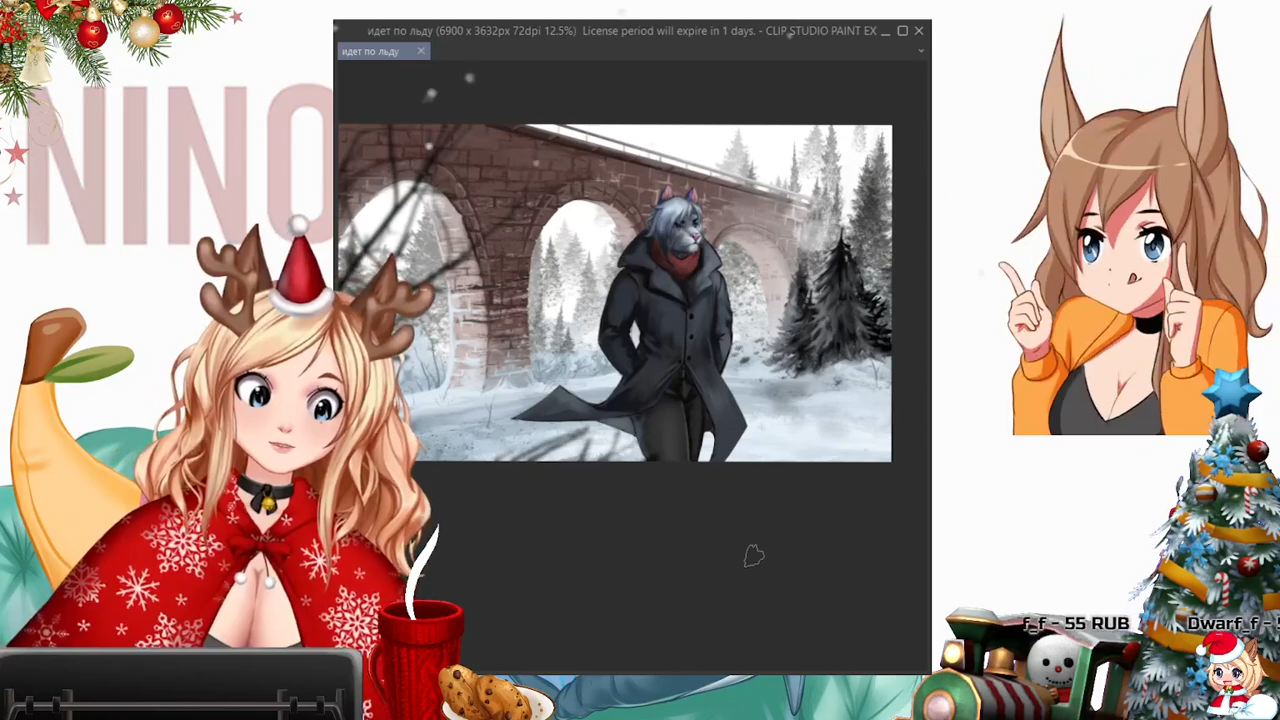 идет по льду (6900 x 3632px 72dpi 12.5%) License period will expire in 1 days. - CLIP STUDIO PAINT EX
идет по льду
NINO
f_f - 55 RUB
Dwarf_f - 5